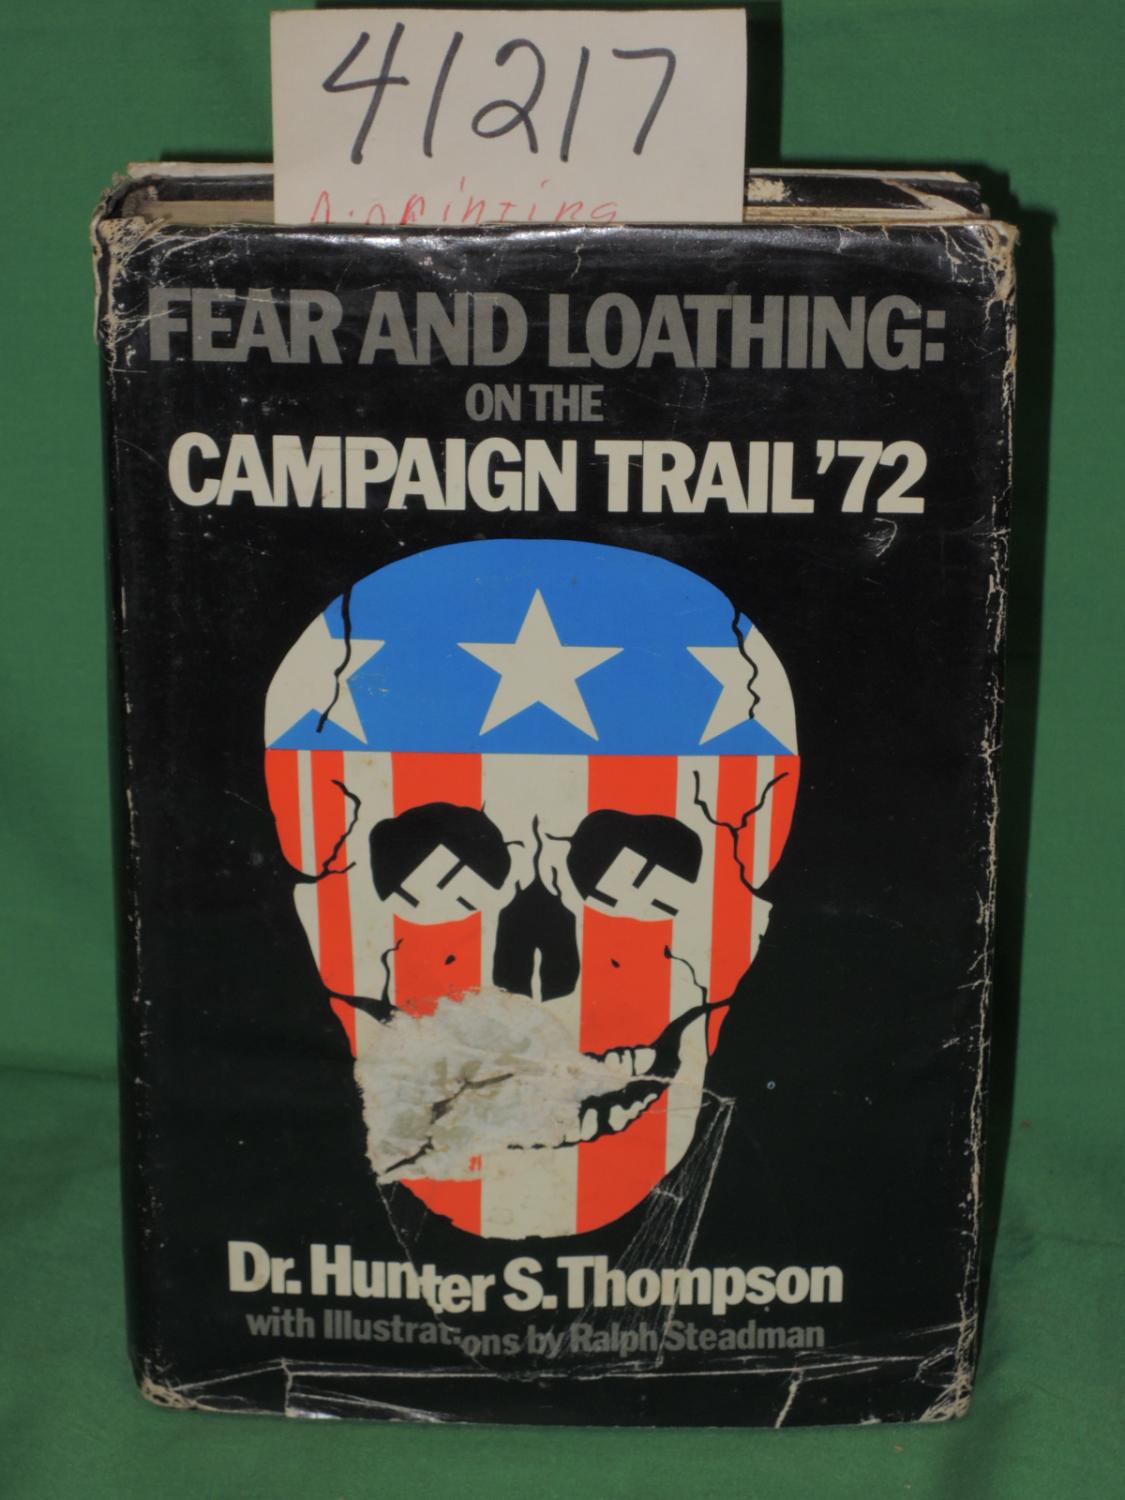 41217
FEAR AND LOATHING:
ON THE
CAMPAIGN TRAIL '72
Dr. Hunter S. Thompson
with Illustrations by Ralph Steadman